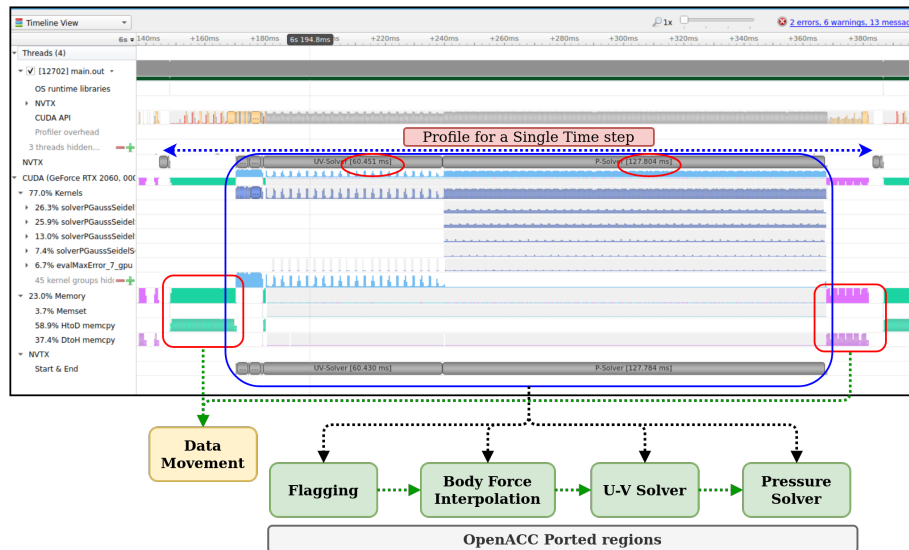 Timeline View
1x
2 errors, 6 warnings, 13 messag
6s
140ms
+160ms
+180ms
6s 194.8ms
+220ms
+240ms
+260ms
+280ms
+300ms
+320ms
+340ms
+360ms
+380ms
Threads (4)
[12702] main.out
OS runtime libraries
NVTX
CUDA API
Profiler overhead
3 threads hidden...
Profile for a Single Time step
NVTX
UV-Solver [60.451 ms]
P-Solver [127.804 ms]
CUDA (GeForce RTX 2060, 000
77.0% Kernels
26.3% solverPGaussSeidel
25.9% solverPGaussSeidel
13.0% solverPGaussSeidel
7.4% solverPGaussSeidelS
6.7% evalMaxError_7_gpu
45 kernel groups hid
23.0% Memory
3.7% Memset
58.9% HtoD memcpy
37.4% DtoH memcpy
NVTX
Start & End
UV-Solver [60.430 ms]
P-Solver [127.784 ms]
Data
Movement
Flagging
Body Force
Interpolation
U-V Solver
Pressure
Solver
OpenACC Ported regions